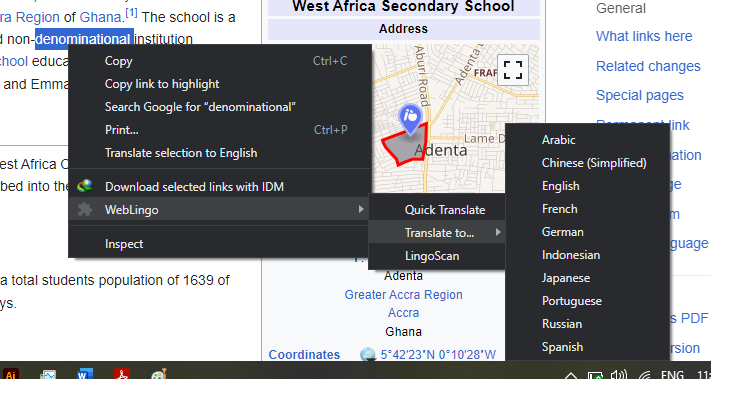 ra Region of Ghana.[1] The school is a
d non-denominational institution
chool educa
and Emma
est Africa C
bed into the
a total students population of 1639 of
ys.
Copy Ctrl+C
Copy link to highlight
Search Google for “denominational”
Print... Ctrl+P
Translate selection to English
Download selected links with IDM
WebLingo
Inspect
Quick Translate
Translate to...
LingoScan
Arabic
Chinese (Simplified)
English
French
German
Indonesian
Japanese
Portuguese
Russian
Spanish
West Africa Secondary School
Address
Aburi Road
Adenta
FRAF
Lame D
Adenta
Adenta
Greater Accra Region
Accra
Ghana
Coordinates 5°42′23″N 0°10′28″W
General
What links here
Related changes
Special pages
Permanent link
ation
ge
m
guage
s PDF
rsion
Ai
W
ENG 11: